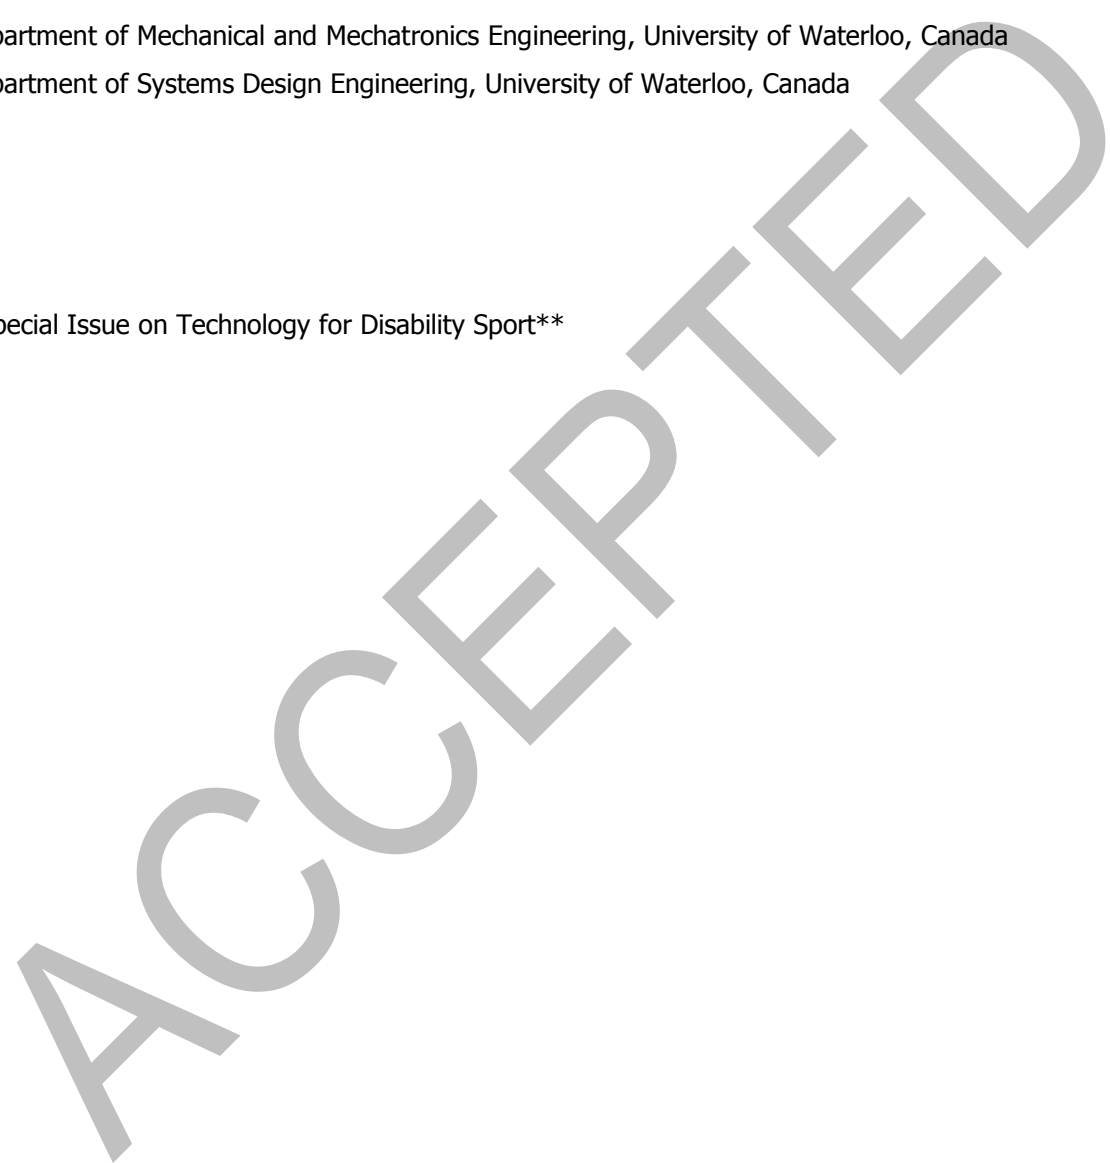 partment of Mechanical and Mechatronics Engineering, University of Waterloo, Canada
partment of Systems Design Engineering, University of Waterloo, Canada
pecial Issue on Technology for Disability Sport**
ACCEPTED